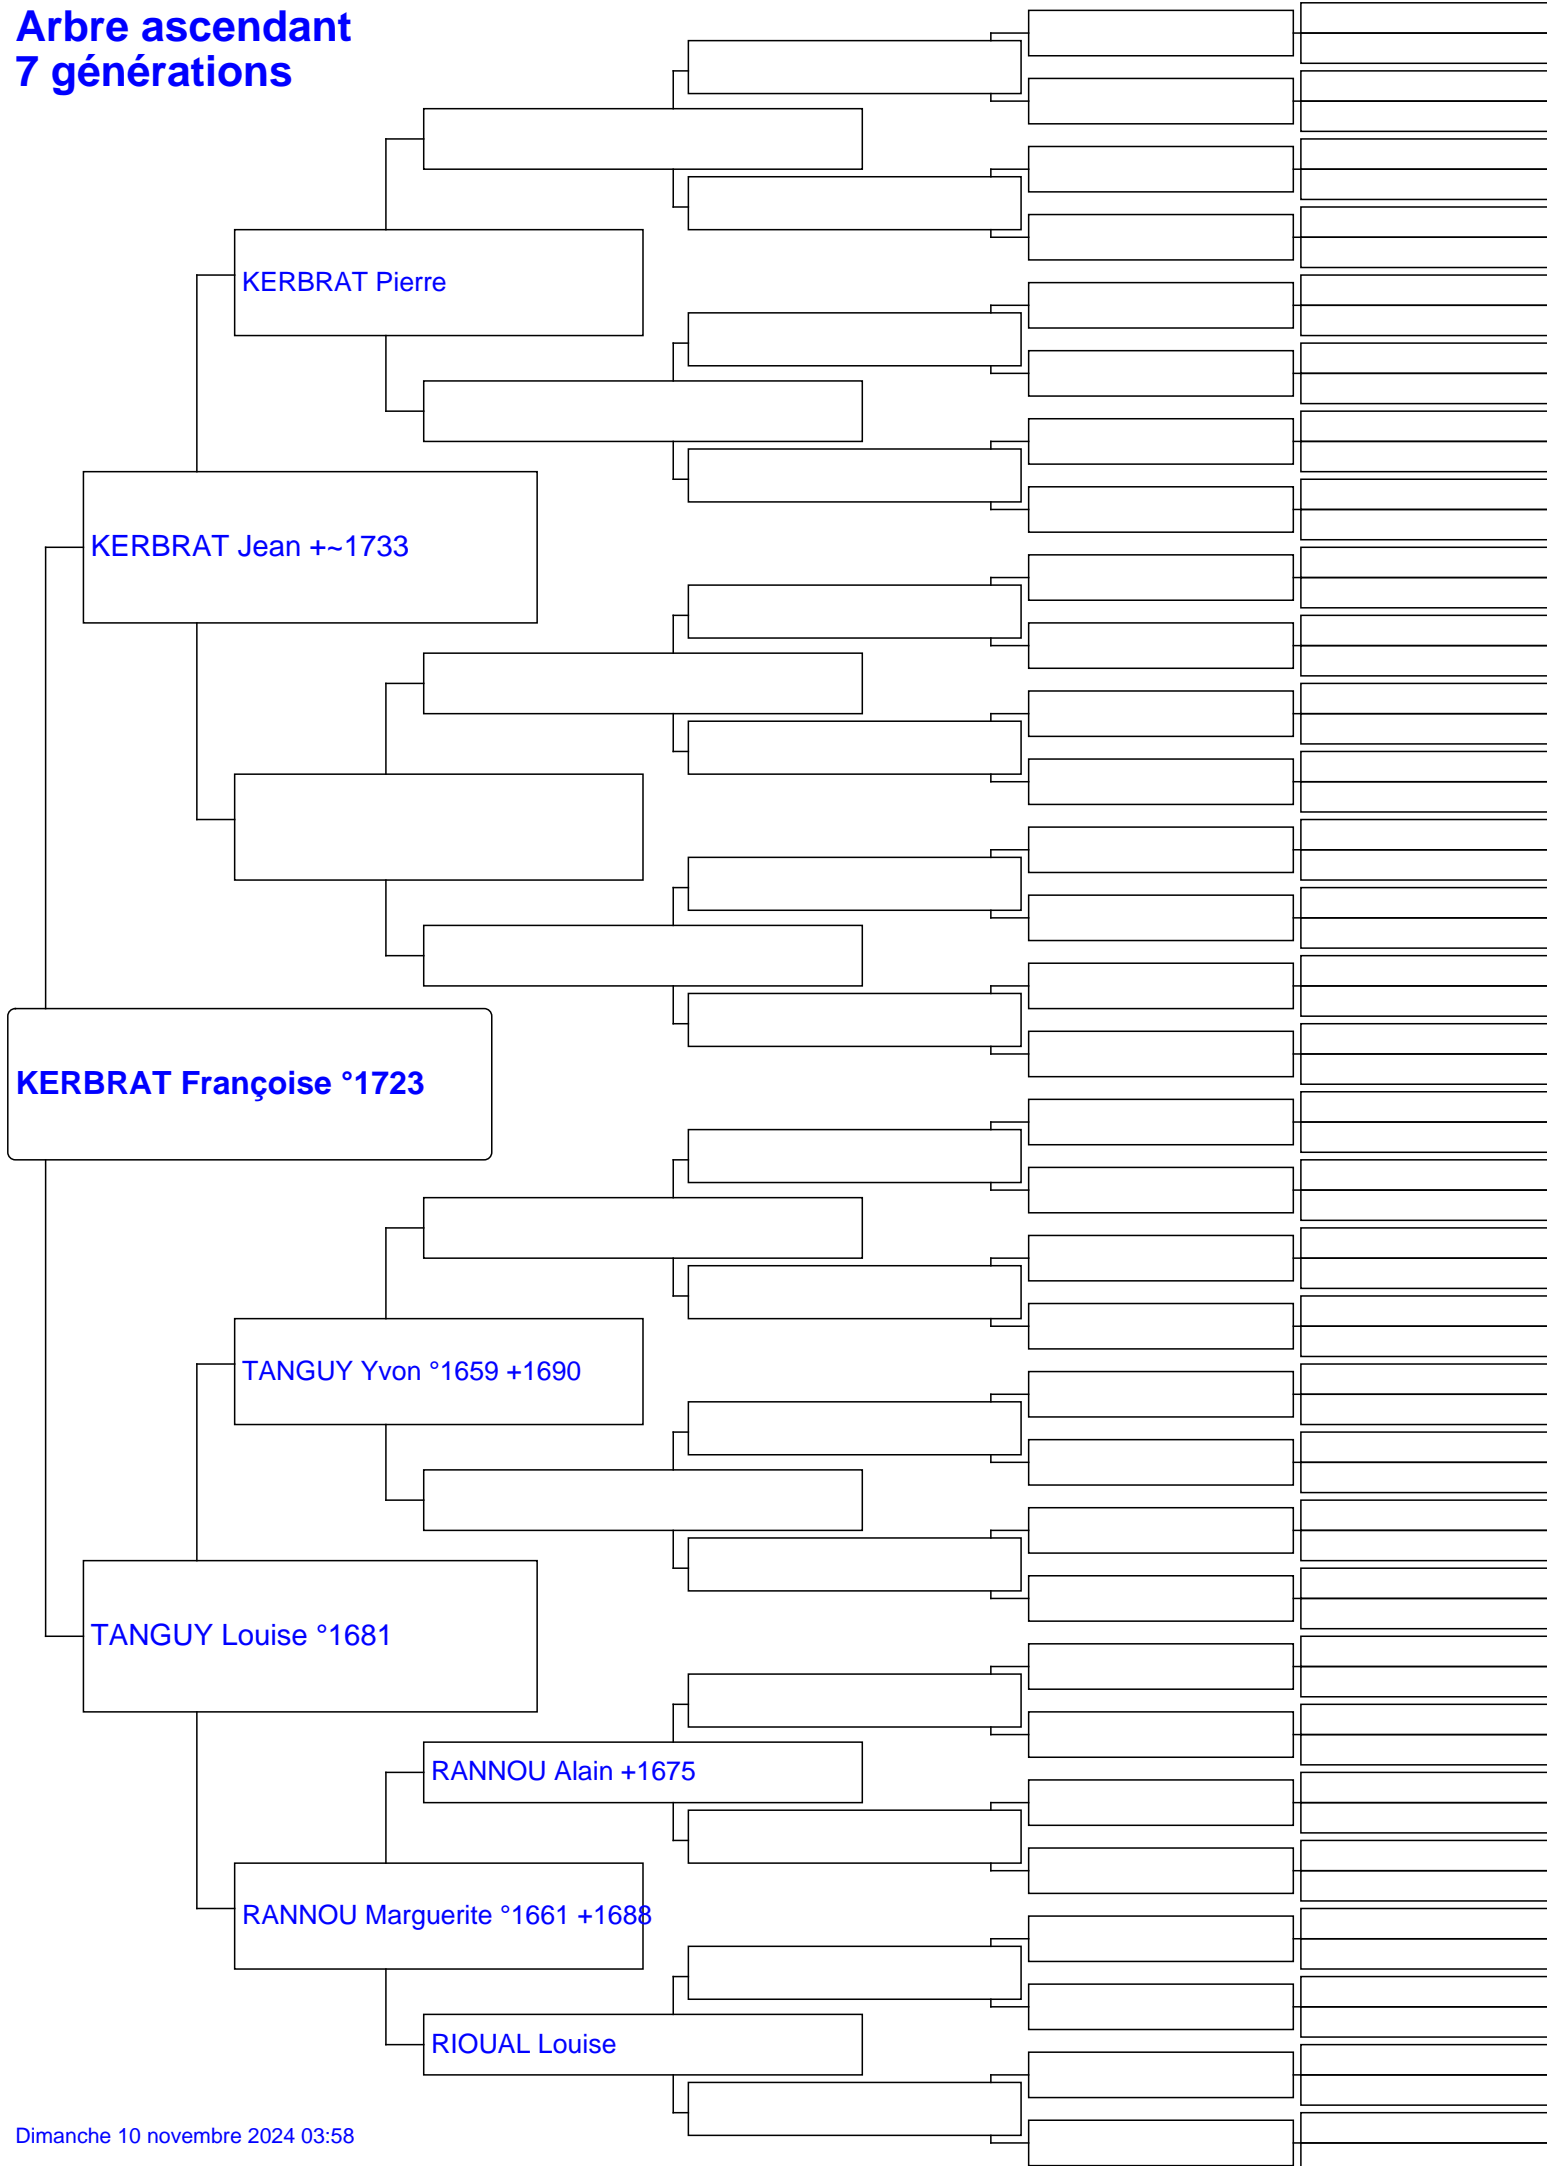 Arbre ascendant
7 générations
KERBRAT Pierre
KERBRAT Jean +~1733
KERBRAT Françoise °1723
TANGUY Yvon °1659 +1690
TANGUY Louise °1681
RANNOU Alain +1675
RANNOU Marguerite °1661 +1688
RIOUAL Louise
Dimanche 10 novembre 2024 03:58